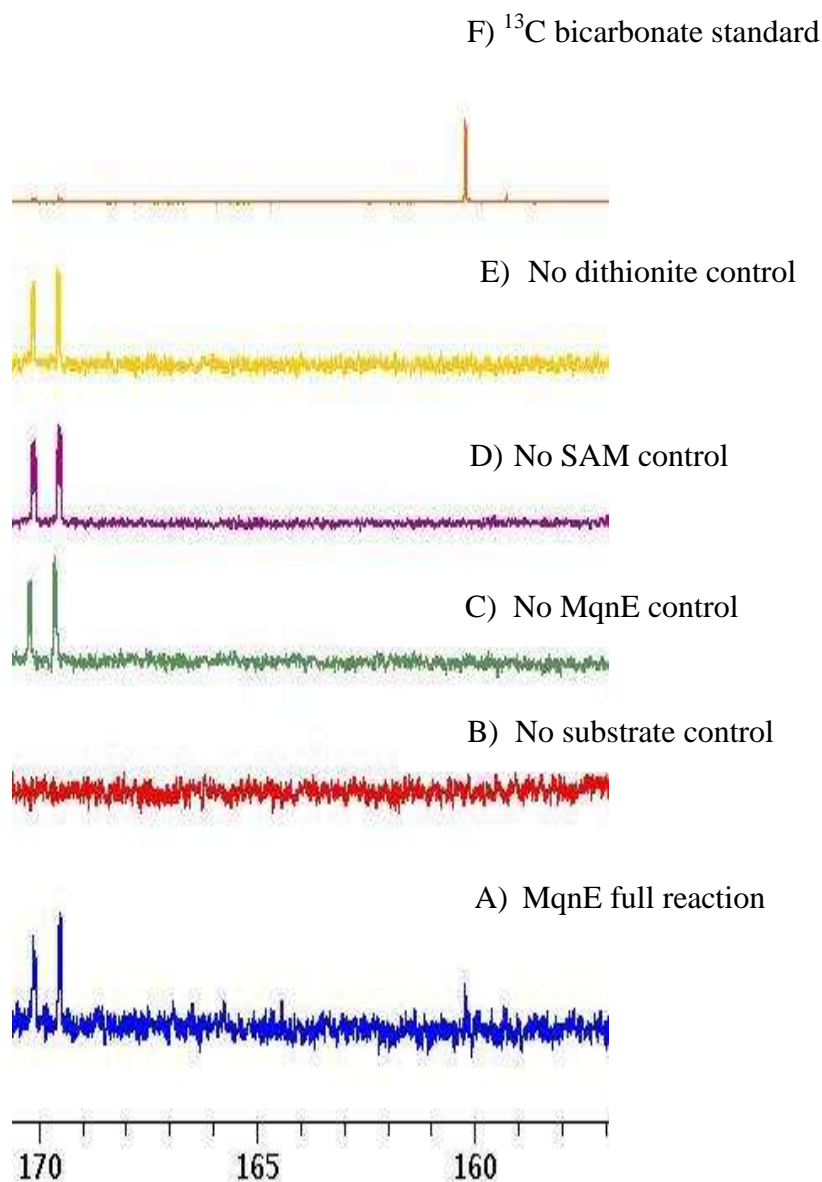 F) ¹³C bicarbonate standard
E) No dithionite control
D) No SAM control
C) No MqnE control
B) No substrate control
A) MqnE full reaction
170 165 160